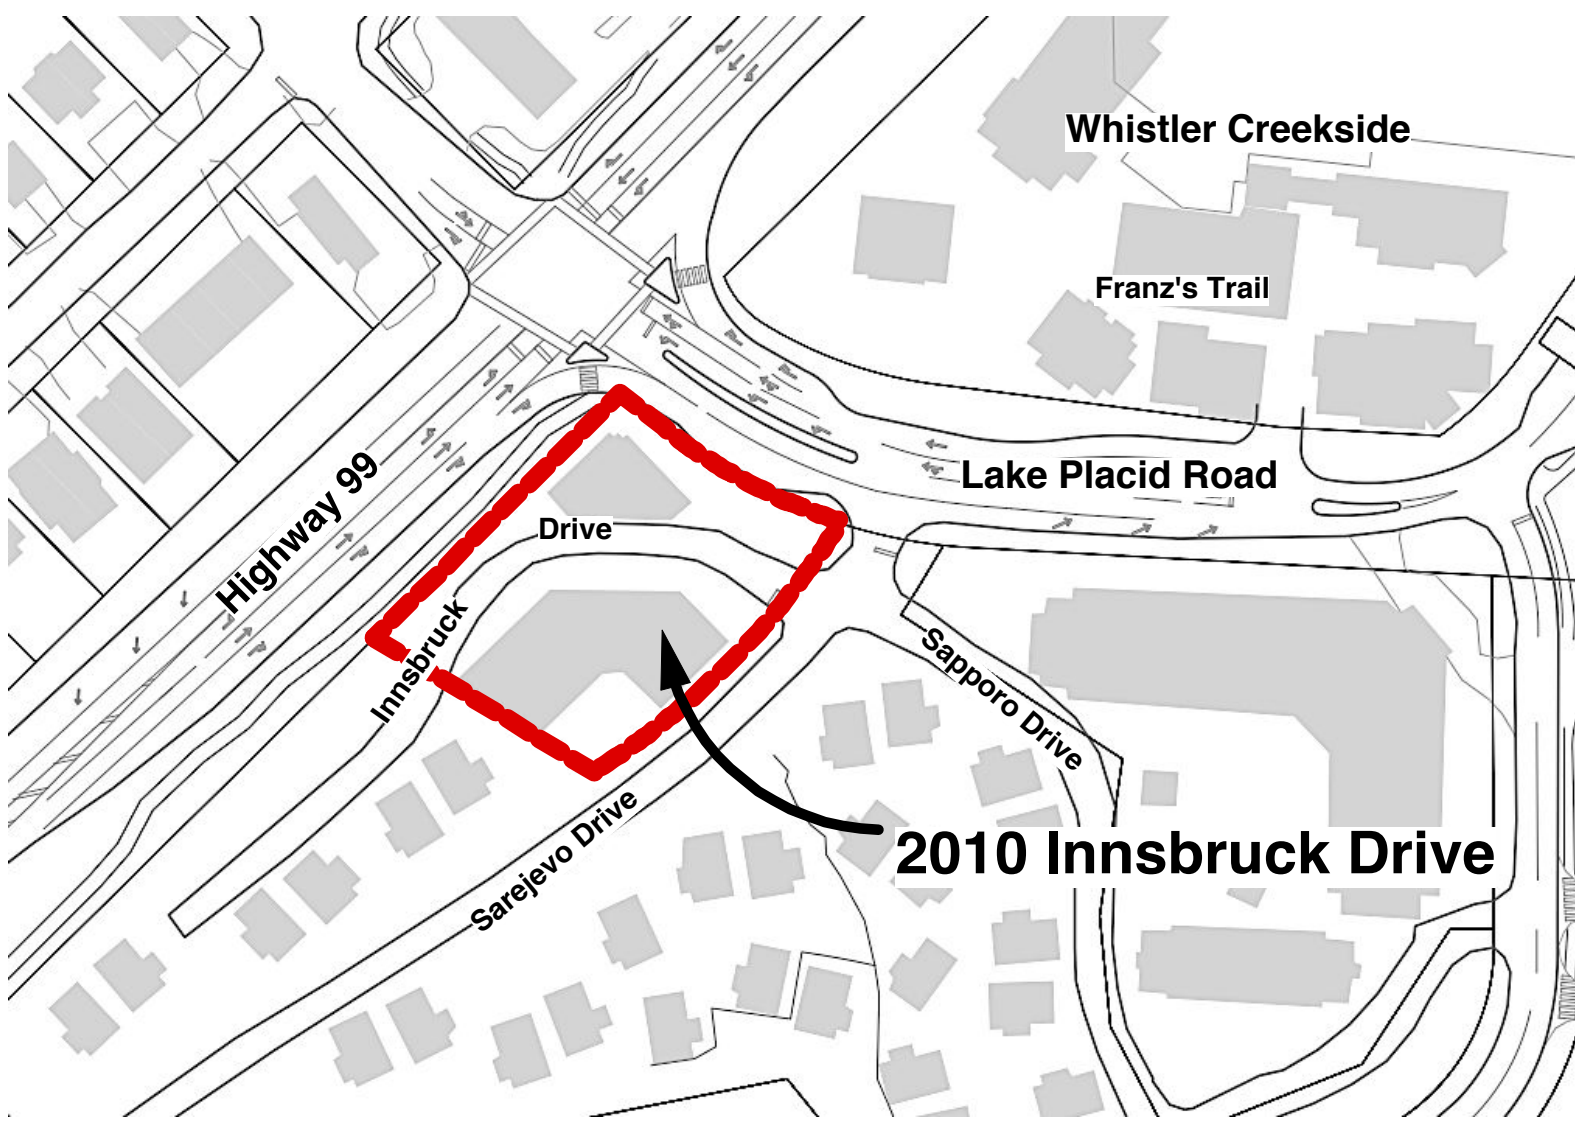 Whistler Creekside
Franz's Trail
Highway 99
Lake Placid Road
Drive
Innsbruck
Sapporo Drive
Sarejevo Drive
2010 Innsbruck Drive